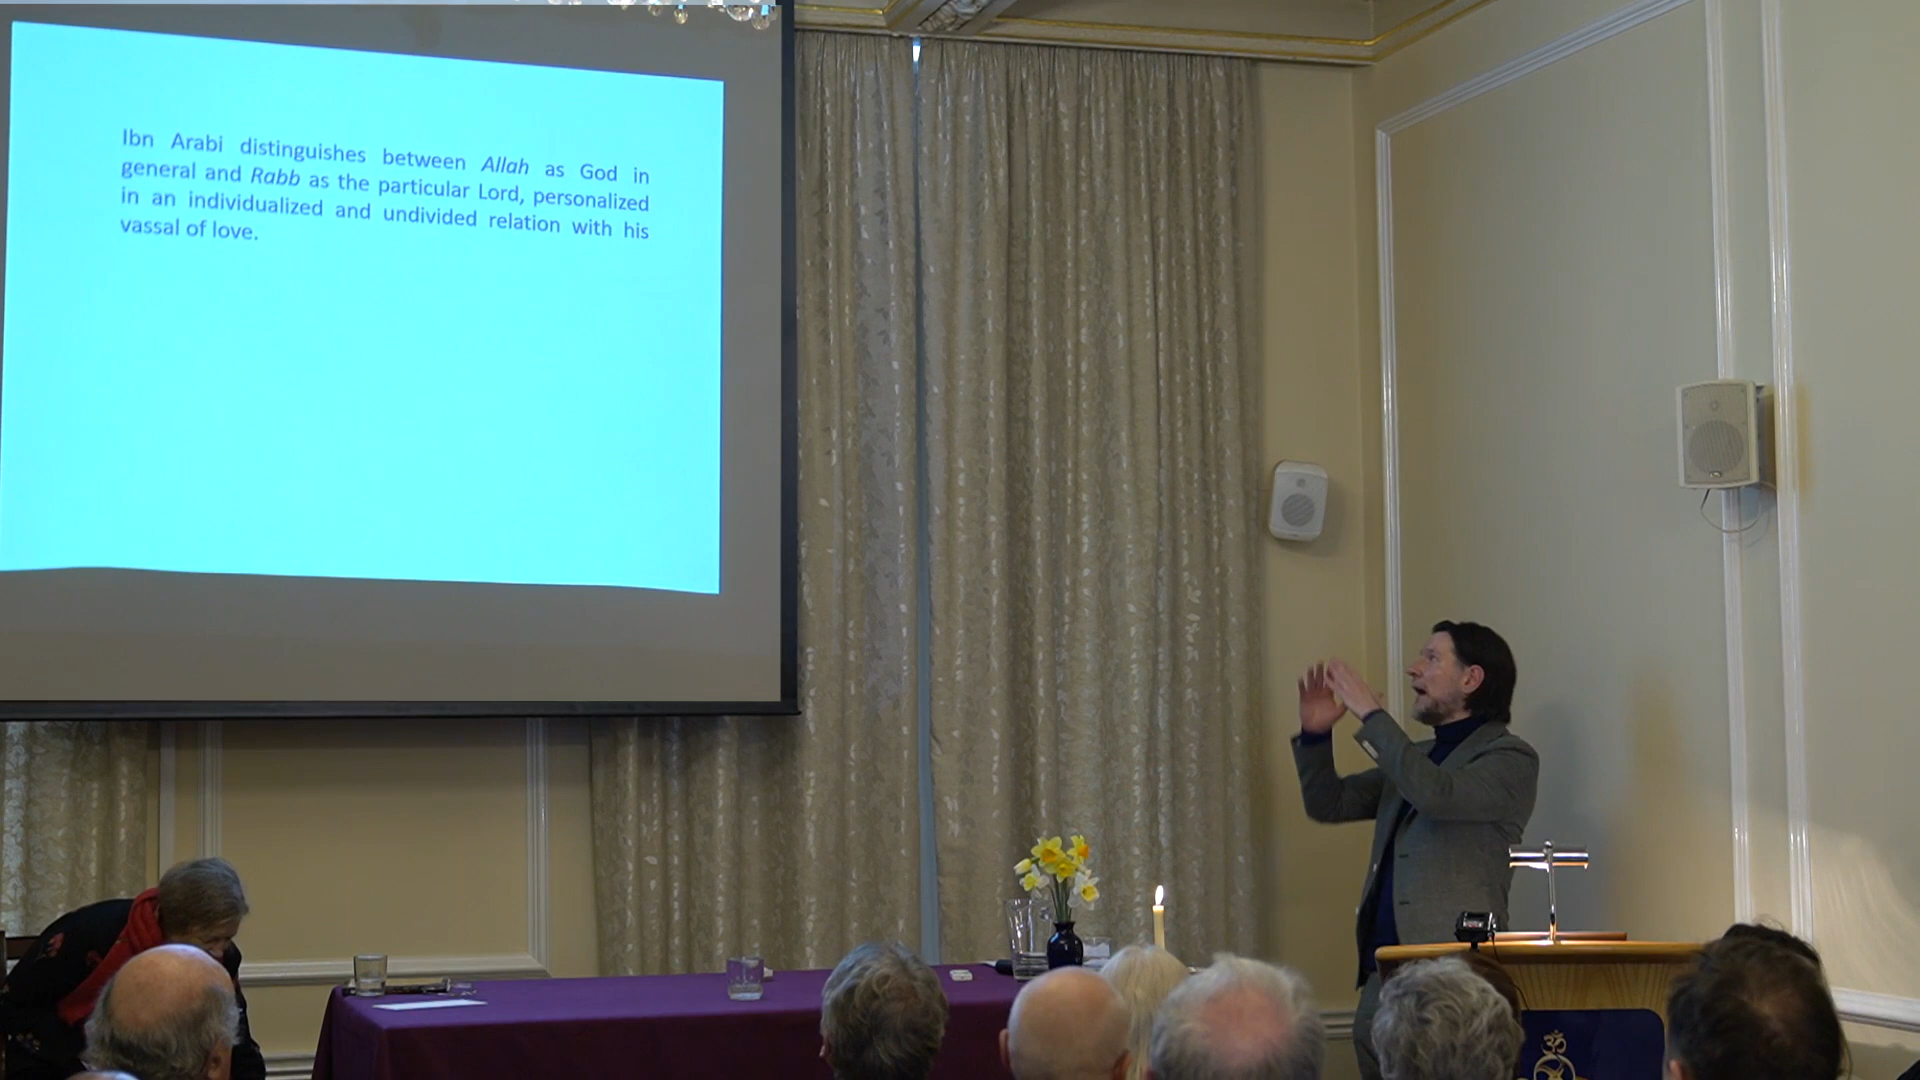 Ibn Arabi distinguishes between Allah as God in
general and Rabb as the particular Lord, personalized
in an individualized and undivided relation with his
vassal of love.
ॐ